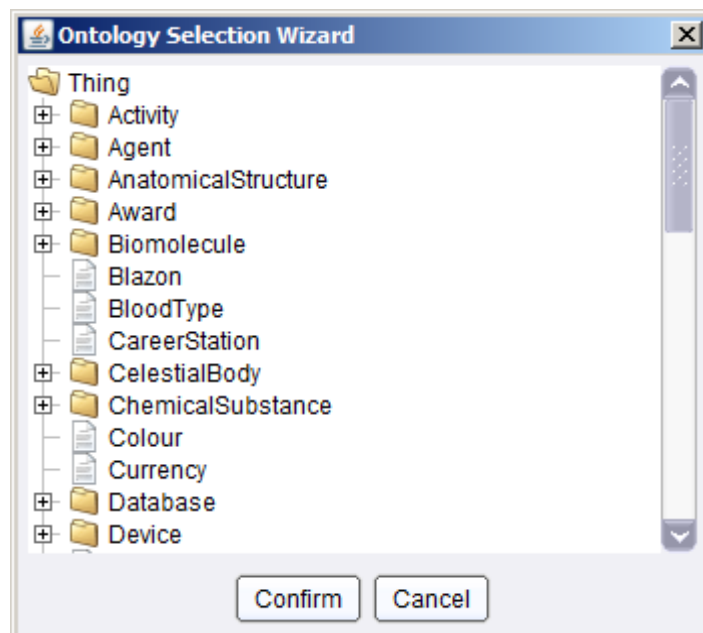 Ontology Selection Wizard
Thing
Activity
Agent
AnatomicalStructure
Award
Biomolecule
Blazon
BloodType
CareerStation
CelestialBody
ChemicalSubstance
Colour
Currency
Database
Device
Confirm Cancel